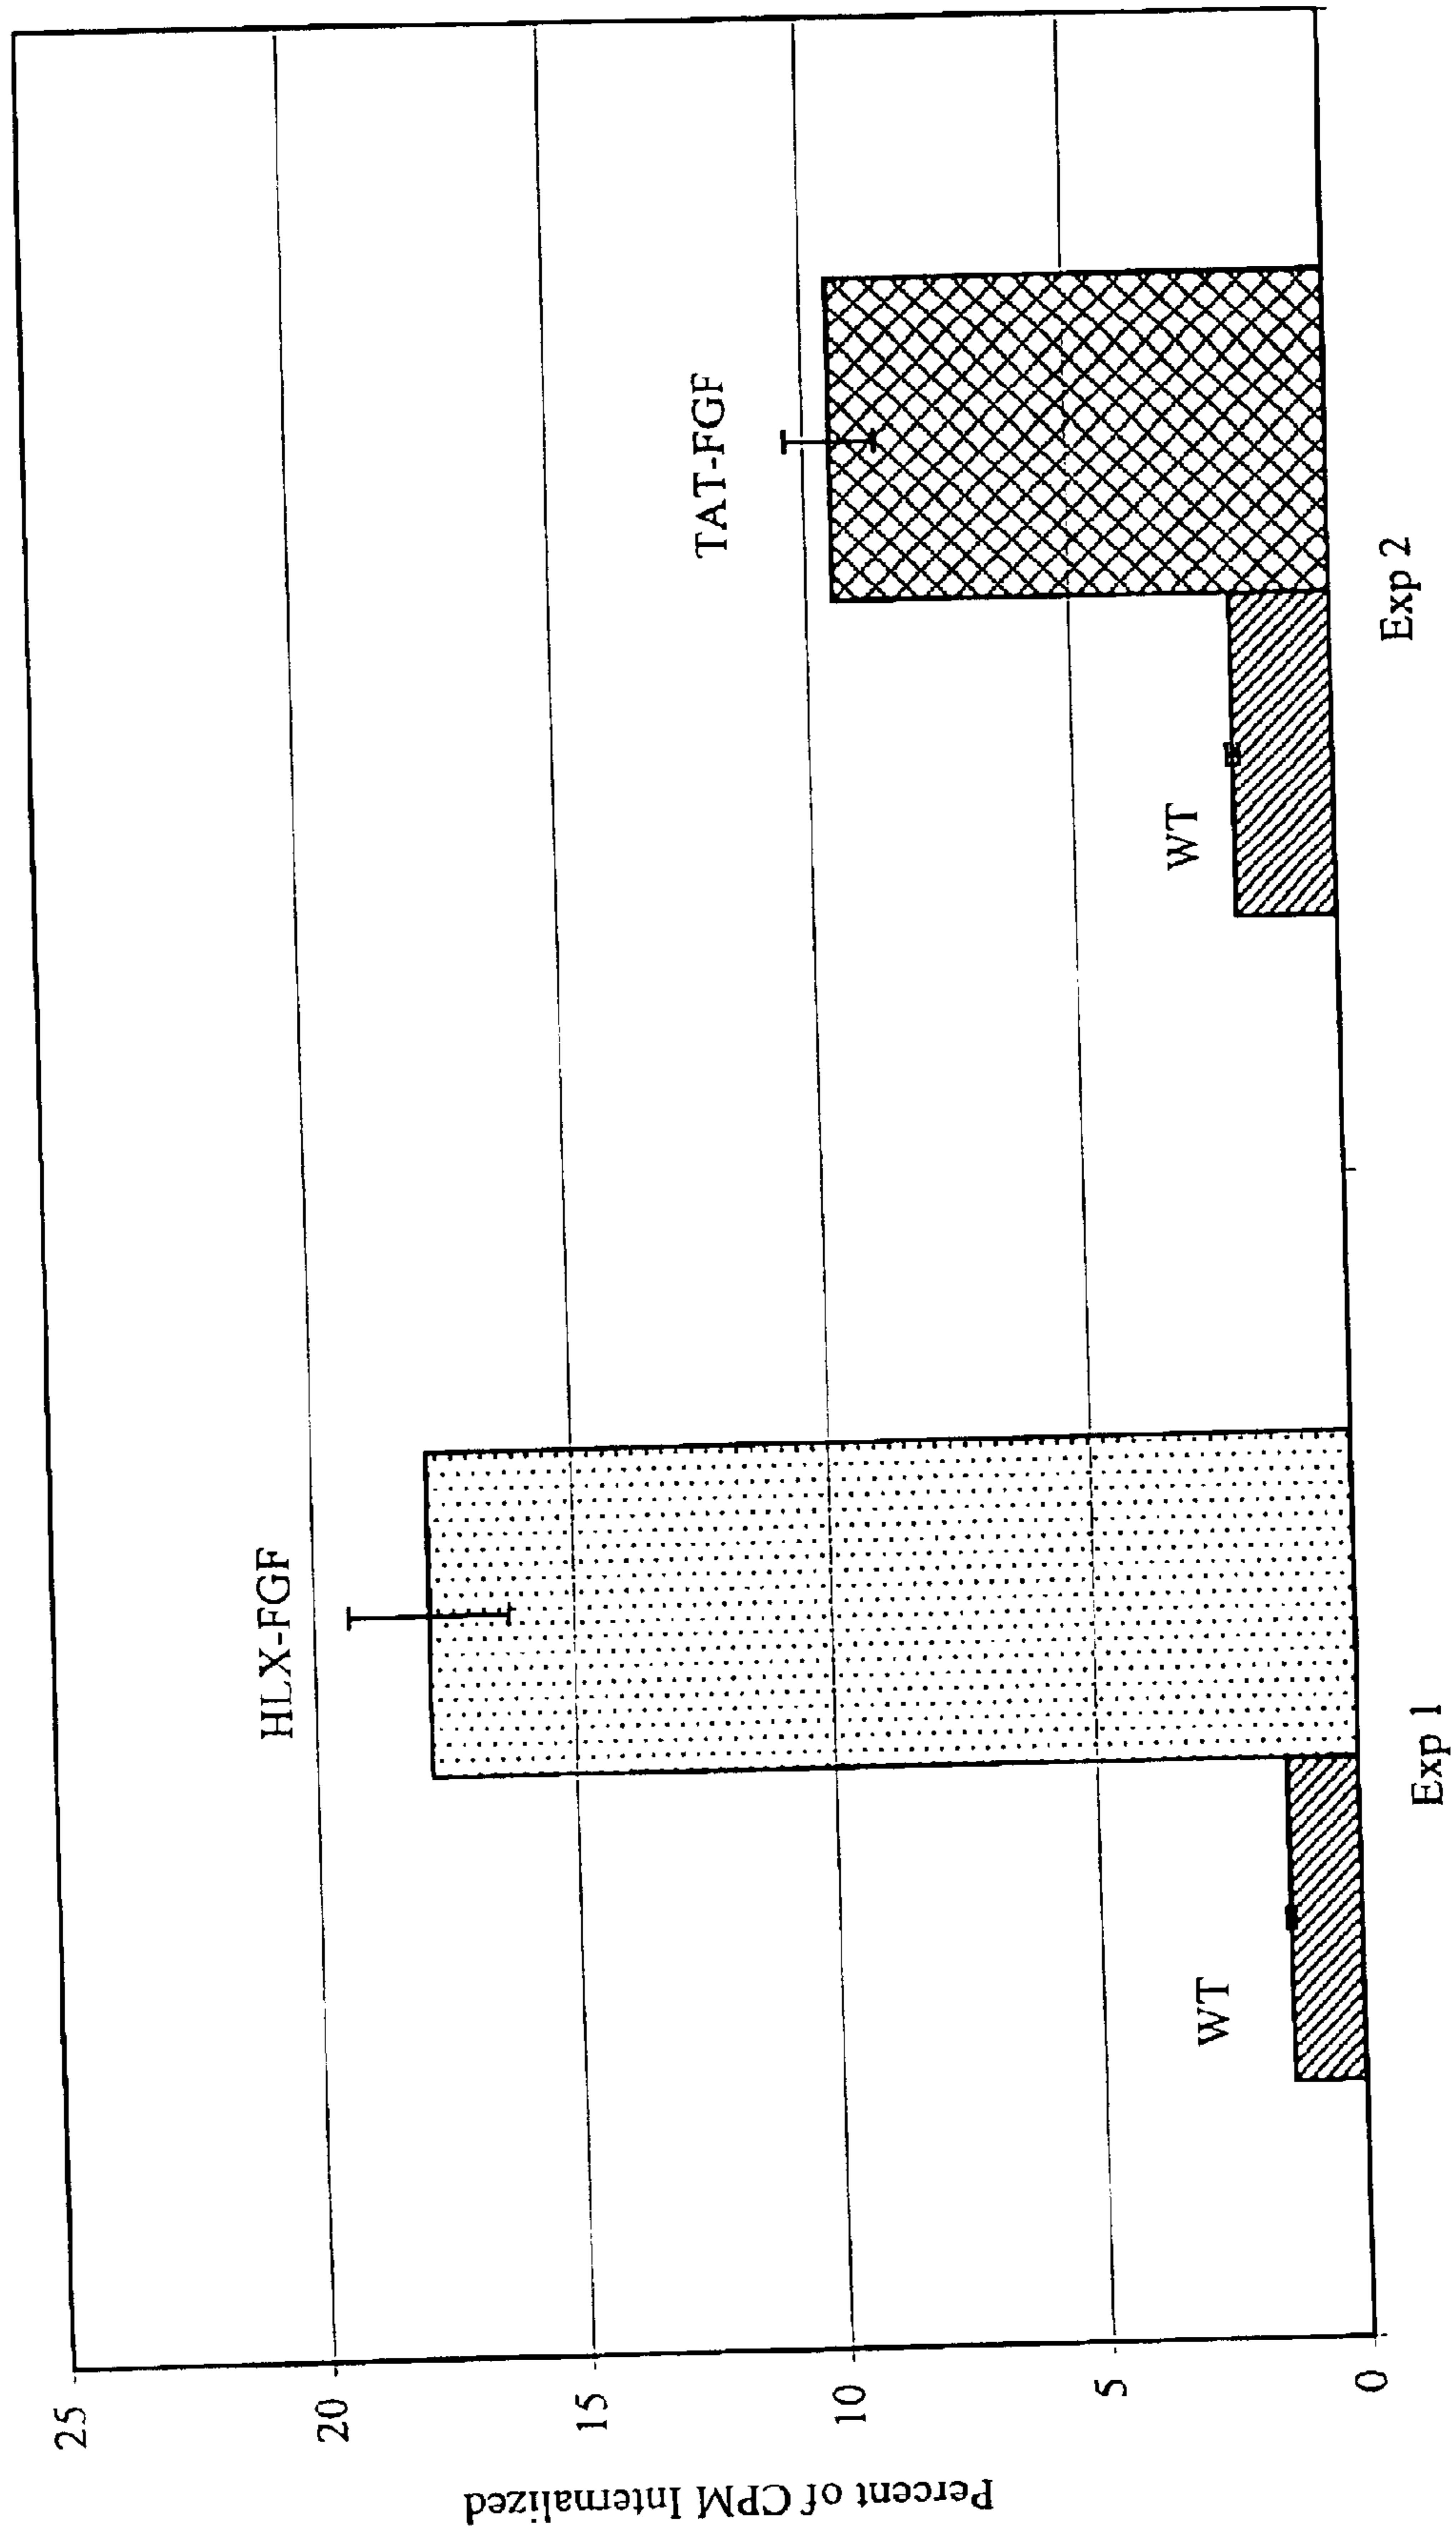 Percent of CPM Internalized
25
20
15
10
5
0
HLX-FGF
WT
TAT-FGF
WT
Exp 1
Exp 2